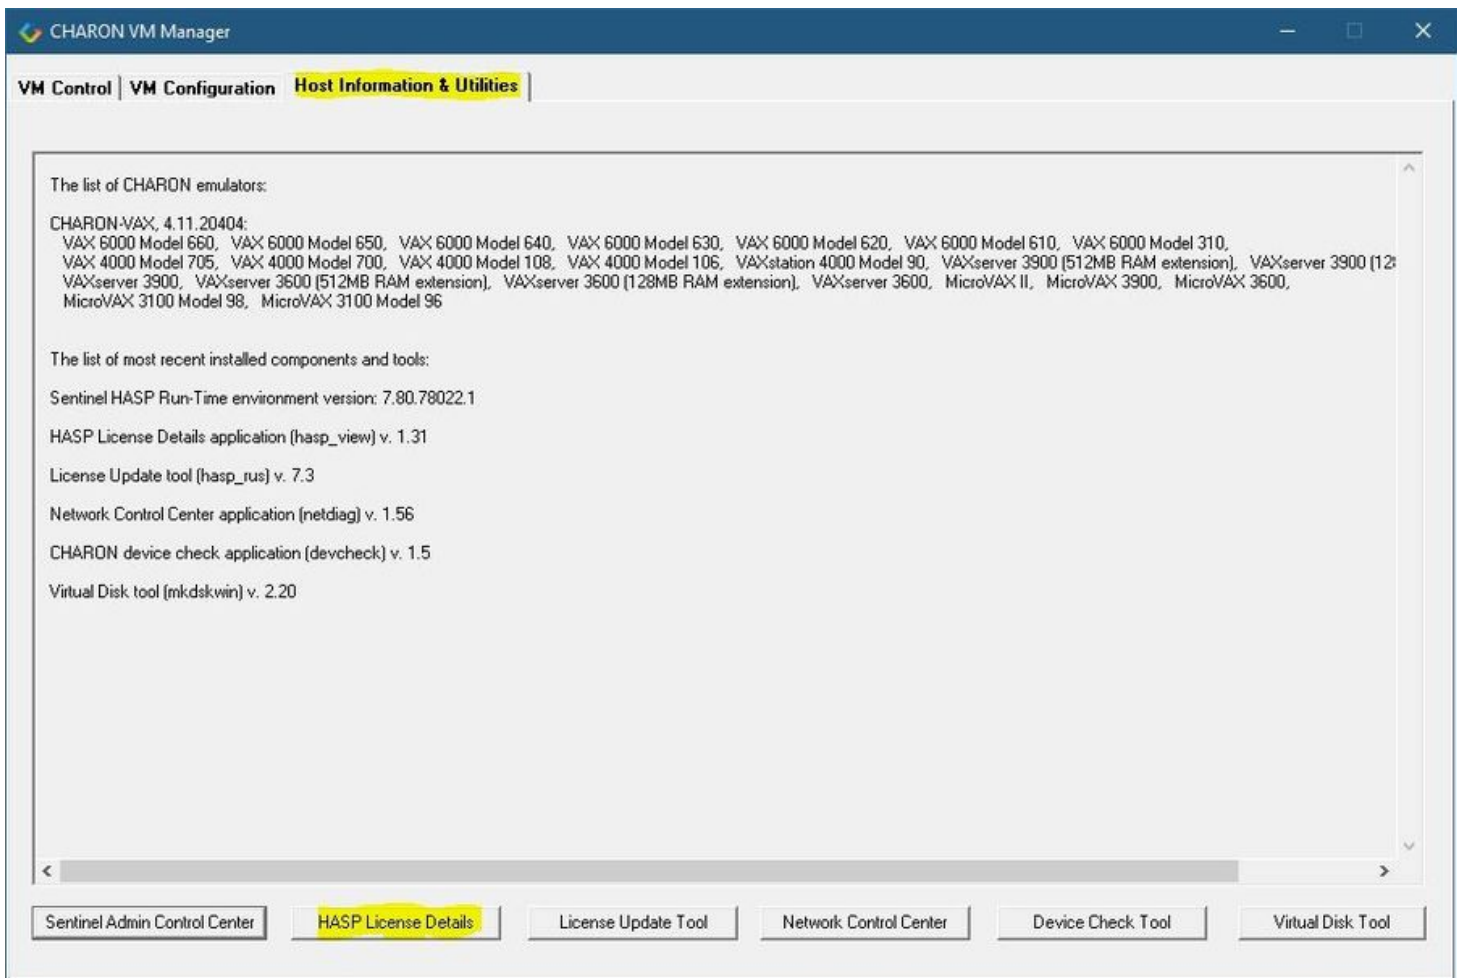 CHARON VM Manager
VM Control VM Configuration Host Information & Utilities
The list of CHARON emulators:
CHARON-VAX, 4.11.20404:
VAX 6000 Model 660, VAX 6000 Model 650, VAX 6000 Model 640, VAX 6000 Model 630, VAX 6000 Model 620, VAX 6000 Model 610, VAX 6000 Model 310,
VAX 4000 Model 705, VAX 4000 Model 700, VAX 4000 Model 108, VAX 4000 Model 106, VAXstation 4000 Model 90, VAXserver 3900 (512MB RAM extension), VAXserver 3900 (12
VAXserver 3900, VAXserver 3600 (512MB RAM extension), VAXserver 3600 (128MB RAM extension), VAXserver 3600, MicroVAX II, MicroVAX 3900, MicroVAX 3600,
MicroVAX 3100 Model 98, MicroVAX 3100 Model 96
The list of most recent installed components and tools:
Sentinel HASP Run-Time environment version: 7.80.78022.1
HASP License Details application (hasp_view) v. 1.31
License Update tool (hasp_rus) v. 7.3
Network Control Center application (netdiag) v. 1.56
CHARON device check application (devcheck) v. 1.5
Virtual Disk tool (mkdskwin) v. 2.20
Sentinel Admin Control Center HASP License Details License Update Tool Network Control Center Device Check Tool Virtual Disk Tool